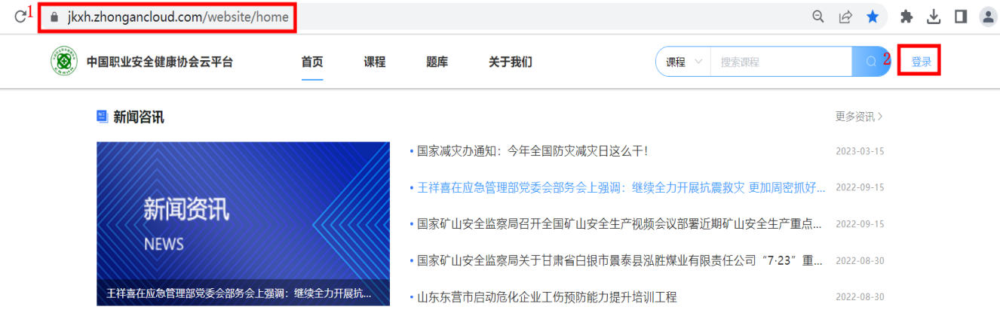 1
jkxh.zhongancloud.com/website/home
中国职业安全健康协会云平台 首页 课程 题库 关于我们 课程 搜索课程 2 登录
新闻咨讯 更多资讯
国家减灾办通知：今年全国防灾减灾日这么干！ 2023-03-15
王祥喜在应急管理部党委会部务会上强调：继续全力开展抗震救灾 更加周密抓好... 2022-09-15
新闻资讯
国家矿山安全监察局召开全国矿山安全生产视频会议部署近期矿山安全生产重点... 2022-09-15
NEWS
国家矿山安全监察局关于甘肃省白银市景泰县泓胜煤业有限责任公司“7·23”重... 2022-08-30
王祥喜在应急管理部党委会部务会上强调：继续全力开展抗...
山东东营市启动危化企业工伤预防能力提升培训工程 2022-08-30